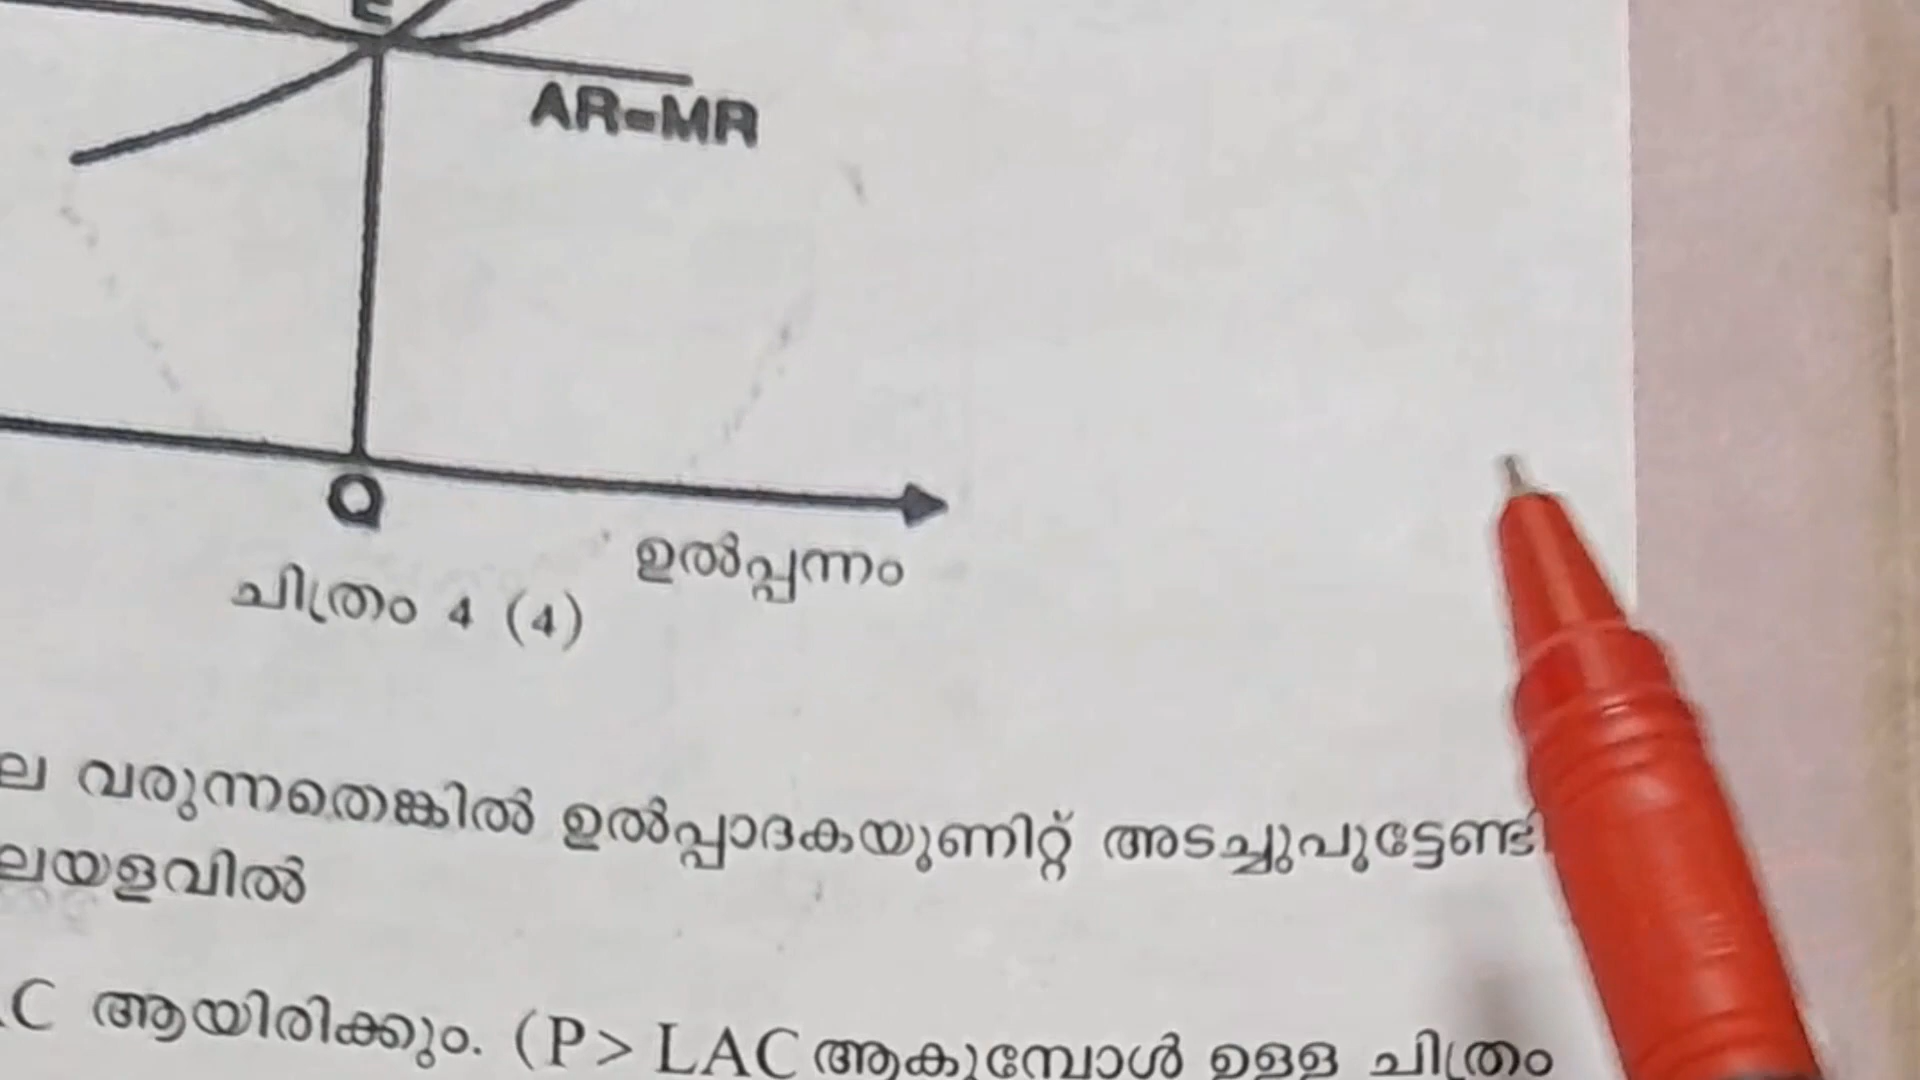 E
AR=MR
Q
ഉൽപ്പന്നം
ചിത്രം 4 (4)
വരുന്നതെങ്കിൽ ഉൽപ്പാദകയൂണിറ്റ് അടച്ചുപൂട്ടേണ്ടി
ലയളവിൽ
C ആയിരിക്കും. (P> LAC ആകുമ്പോൾ ഉള്ള ചിത്രം